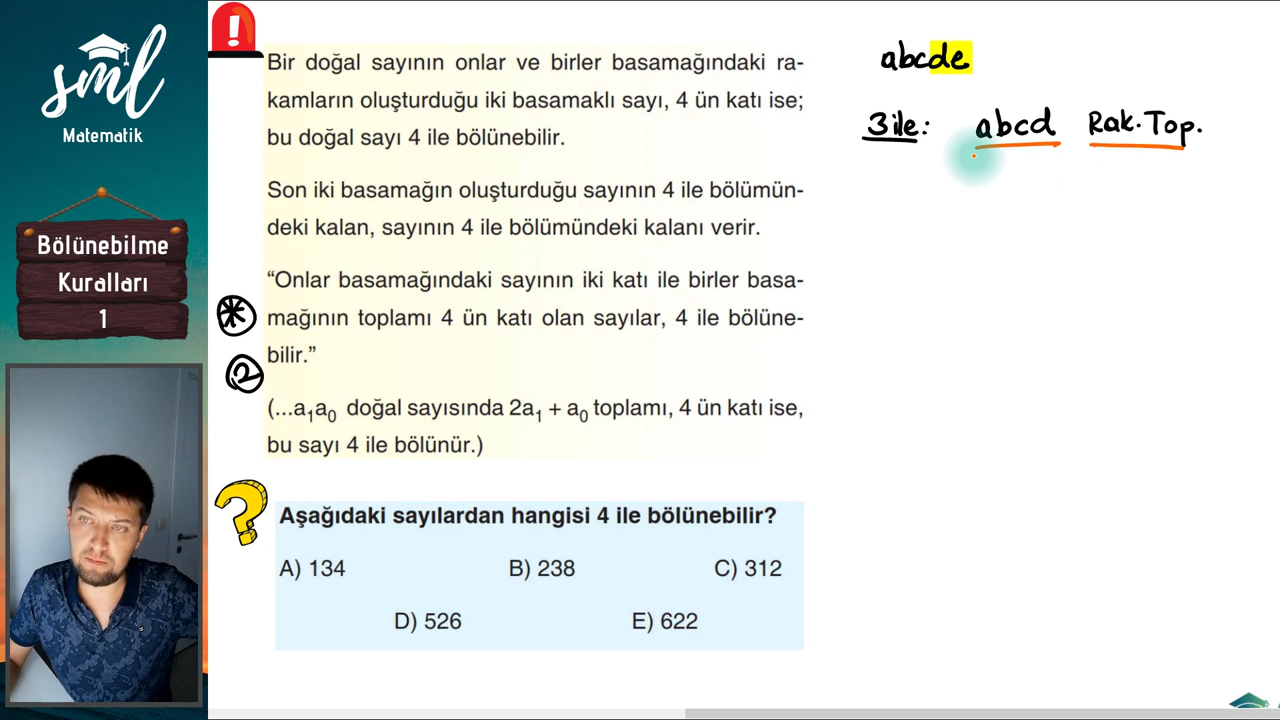 sml
Matematik
Bölünebilme
Kuralları
1
!
Bir doğal sayının onlar ve birler basamağındaki ra-
kamların oluşturduğu iki basamaklı sayı, 4 ün katı ise;
bu doğal sayı 4 ile bölünebilir.
Son iki basamağın oluşturduğu sayının 4 ile bölümün-
deki kalan, sayının 4 ile bölümündeki kalanı verir.
“Onlar basamağındaki sayının iki katı ile birler basa-
mağının toplamı 4 ün katı olan sayılar, 4 ile bölüne-
bilir.”
2
(...a₁a₀ doğal sayısında 2a₁ + a₀ toplamı, 4 ün katı ise,
bu sayı 4 ile bölünür.)
?
Aşağıdaki sayılardan hangisi 4 ile bölünebilir?
A) 134 B) 238 C) 312
D) 526 E) 622
abcde
3 ile: abcd Rak. Top.